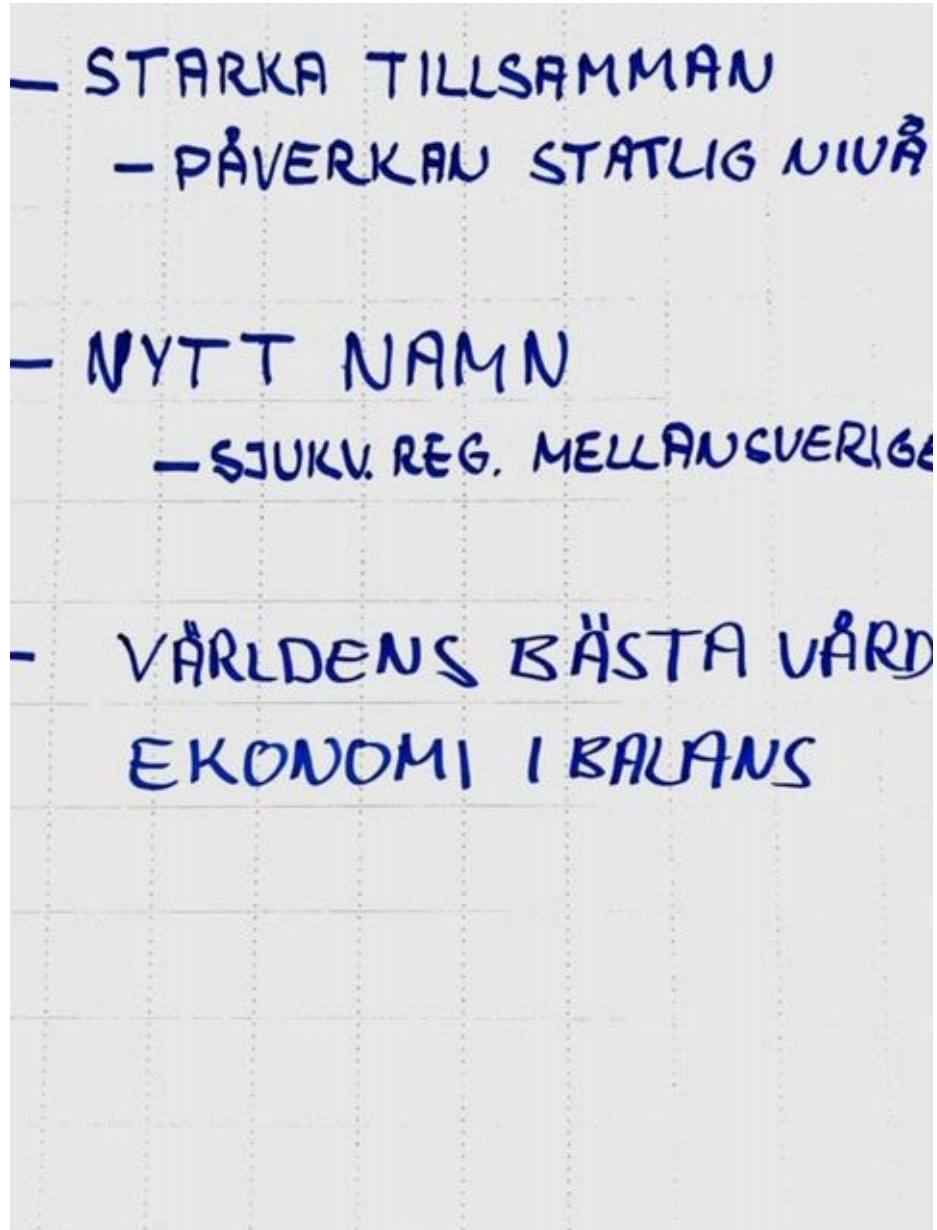 - STARKA TILLSAMMAN
- PÅVERKAN STATLIG NIVÅ
- NYTT NAMN
- SJUKV. REG. MELLANSVERIGE
- VÄRLDENS BÄSTA VÅRD
EKONOMI I BALANS